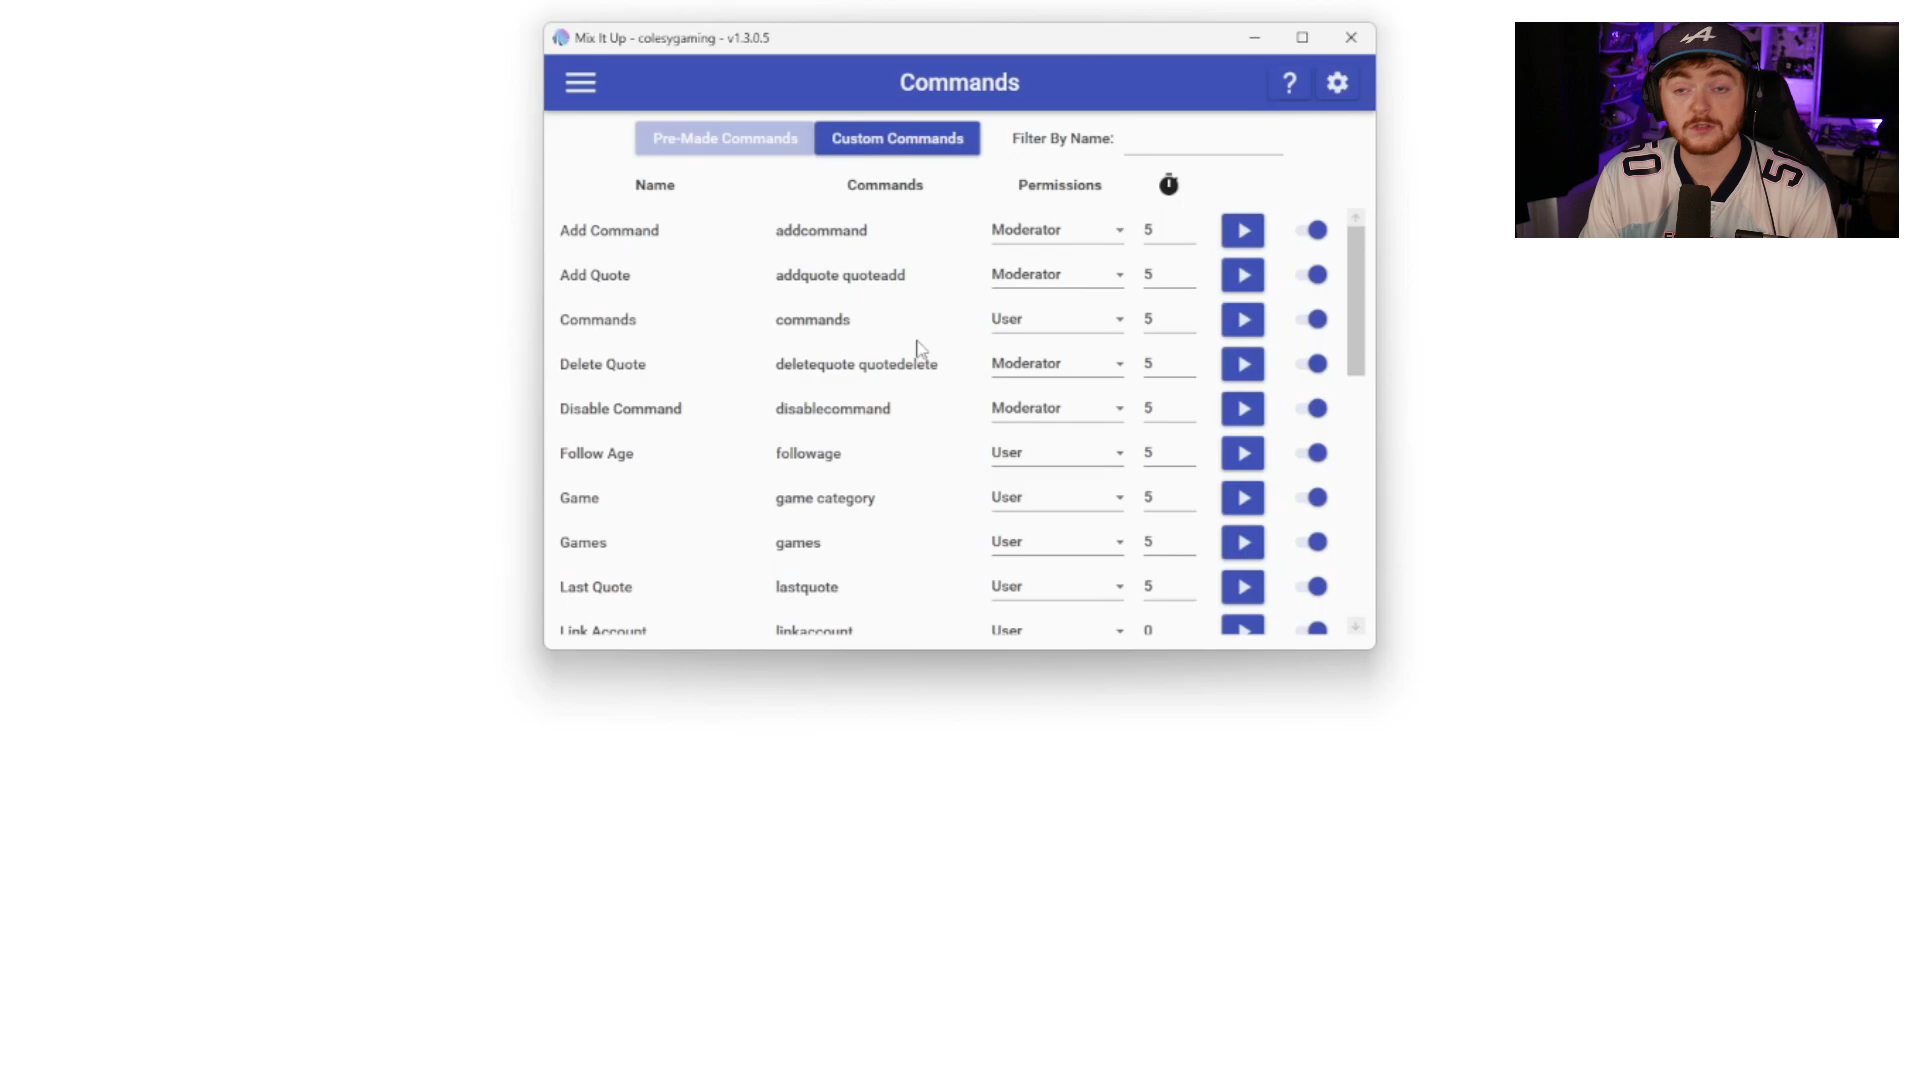 Mix It Up - colesygaming - v1.3.0.5
Commands
?
Pre-Made Commands Custom Commands Filter By Name:
Name Commands Permissions
Add Command addcommand Moderator 5
Add Quote addquote quoteadd Moderator 5
Commands commands User 5
Delete Quote deletequote quotedelete Moderator 5
Disable Command disablecommand Moderator 5
Follow Age followage User 5
Game game category User 5
Games games User 5
Last Quote lastquote User 5
Link Account linkaccount User 0
50 50